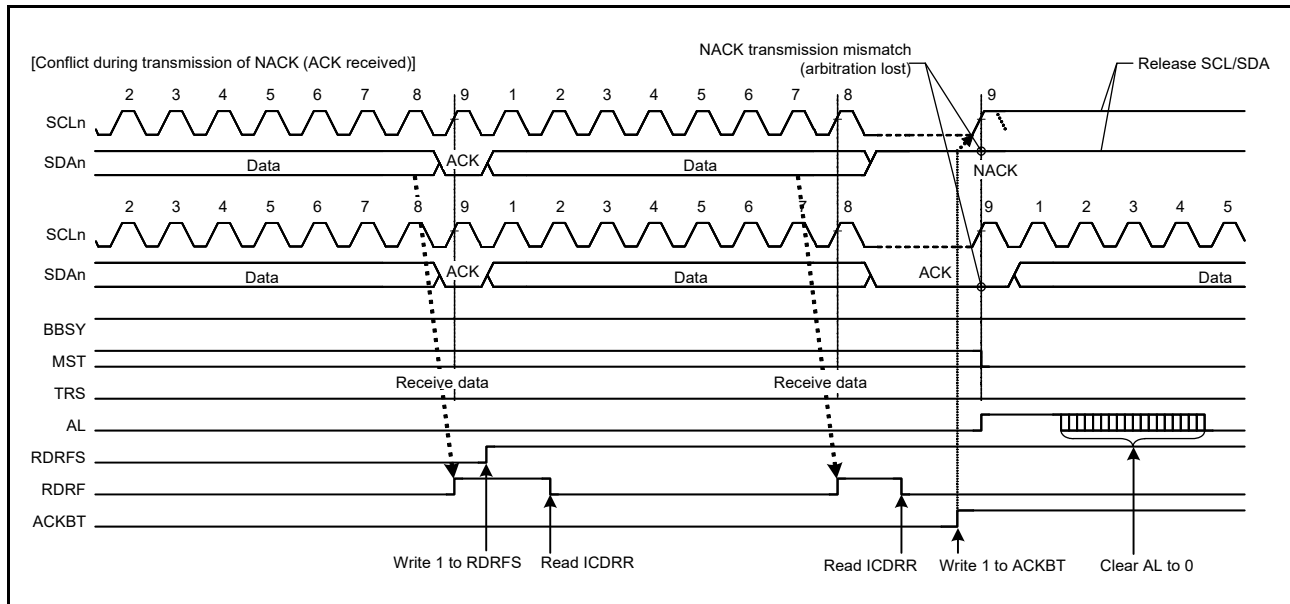 [Conflict during transmission of NACK (ACK received)]
NACK transmission mismatch
(arbitration lost)
Release SCL/SDA
2 3 4 5 6 7 8 9 1 2 3 4 5 6 7 8 9
SCLn
SDAn Data ACK Data NACK
2 3 4 5 6 7 8 9 1 2 3 4 5 6 7 8 9 1 2 3 4 5
SCLn
SDAn Data ACK Data ACK Data
BBSY
MST
Receive data Receive data
TRS
AL
RDRFS
RDRF
ACKBT
Write 1 to RDRFS Read ICDRR Read ICDRR Write 1 to ACKBT Clear AL to 0